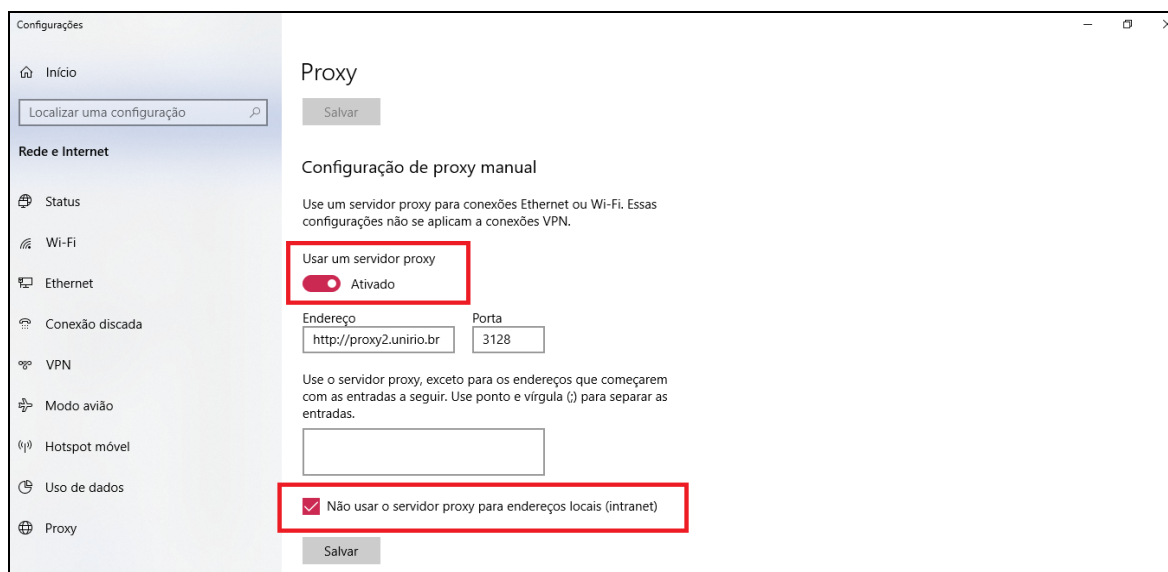 Configurações
Início
Localizar uma configuração
Rede e Internet
Status
Wi-Fi
Ethernet
Conexão discada
VPN
Modo avião
Hotspot móvel
Uso de dados
Proxy
Proxy
Salvar
Configuração de proxy manual
Use um servidor proxy para conexões Ethernet ou Wi-Fi. Essas
configurações não se aplicam a conexões VPN.
Usar um servidor proxy
Ativado
Endereço Porta
http://proxy2.unirio.br 3128
Use o servidor proxy, exceto para os endereços que começarem
com as entradas a seguir. Use ponto e vírgula (;) para separar as
entradas.
Não usar o servidor proxy para endereços locais (intranet)
Salvar